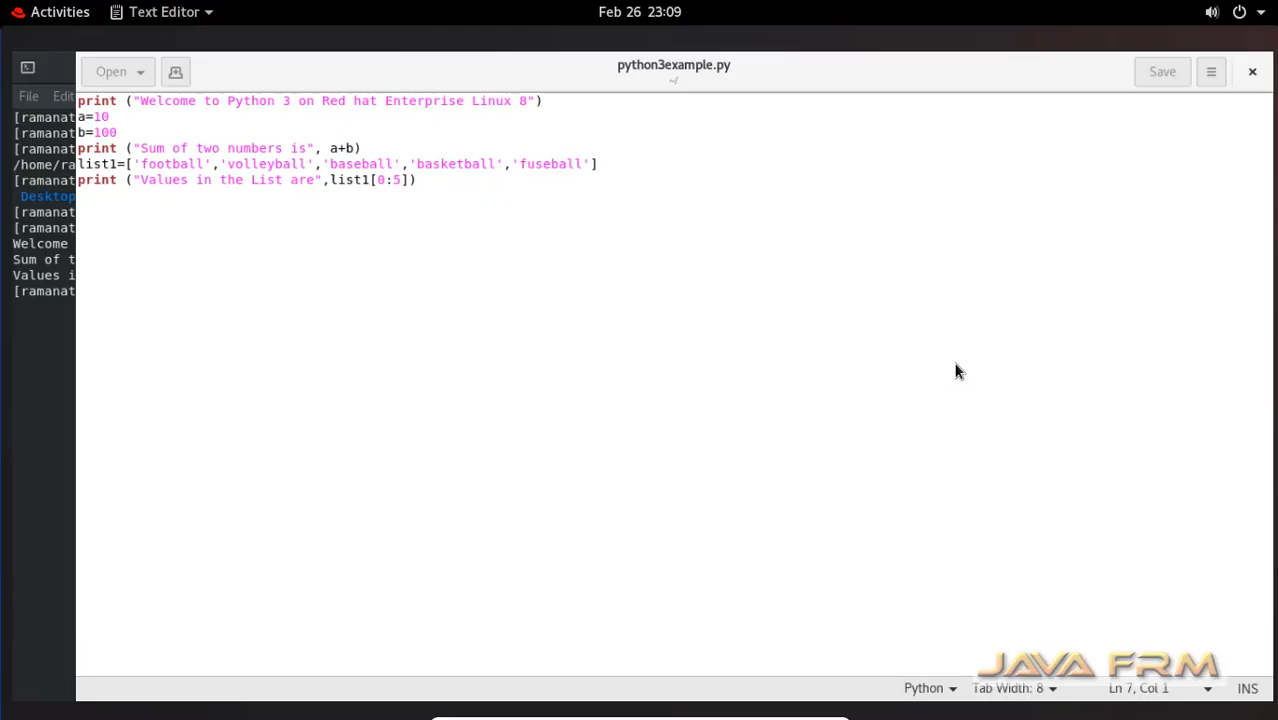 Activities Text Editor Feb 26 23:09
Open python3example.py Save
~/
File Edi
print ("Welcome to Python 3 on Red hat Enterprise Linux 8")
a=10
b=100
print ("Sum of two numbers is", a+b)
list1=['football','volleyball','baseball','basketball','fuseball']
print ("Values in the List are",list1[0:5])
[ramanat
[ramanat
[ramanat
/home/ra
[ramanat
Desktop
[ramanat
[ramanat
Welcome
Sum of t
Values i
[ramanat
JAVA FRM
Python Tab Width: 8 Ln 7, Col 1 INS